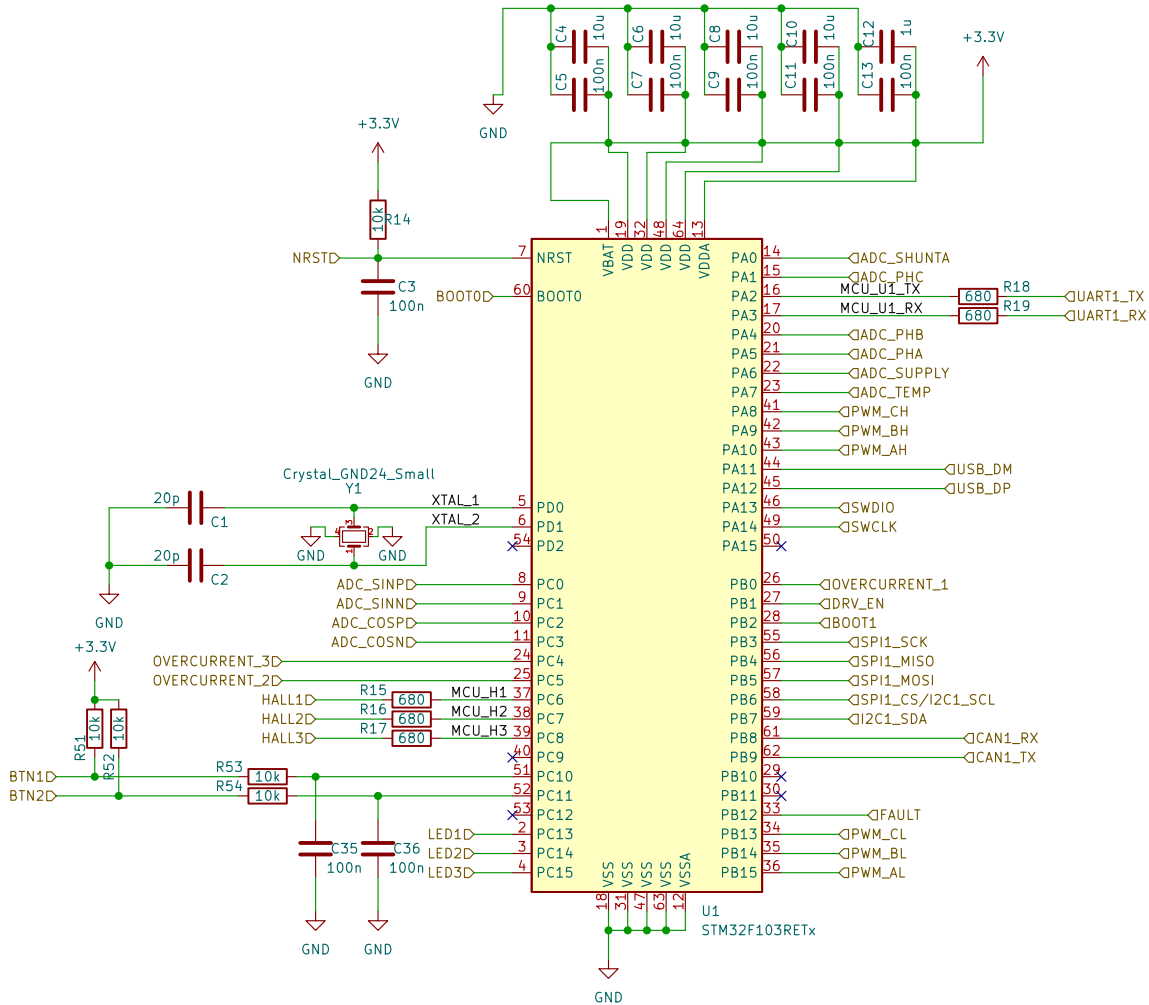 C4 10u C6 10u C8 10u C10 10u C12 1u
C5 100n C7 100n C9 100n C11 100n C13 100n
+3.3V
GND
+3.3V
10k R14
1 19 32 48 64 13
VBAT VDD VDD VDD VDD VDDA
NRST 7 NRST PA0 14 ADC_SHUNTA
PA1 15 ADC_PHC
C3
100n
BOOT0 60 BOOT0 PA2 16 MCU_U1_TX 680 R18 UART1_TX
PA3 17 MCU_U1_RX 680 R19 UART1_RX
PA4 20 ADC_PHB
PA5 21 ADC_PHA
GND
PA6 22 ADC_SUPPLY
PA7 23 ADC_TEMP
PA8 41 PWM_CH
PA9 42 PWM_BH
PA10 43 PWM_AH
Crystal_GND24_Small
Y1
PA11 44 USB_DM
PA12 45 USB_DP
20p C1 XTAL_1 5 PD0 PA13 46 SWDIO
XTAL_2 6 PD1 PA14 49 SWCLK
3 4 2 1
GND GND
54 PD2 PA15 50
20p C2
GND
ADC_SINP 8 PC0 PB0 26 OVERCURRENT_1
ADC_SINN 9 PC1 PB1 27 DRV_EN
ADC_COSP 10 PC2 PB2 28 BOOT1
ADC_COSN 11 PC3 PB3 55 SPI1_SCK
+3.3V
OVERCURRENT_3 24 PC4 PB4 56 SPI1_MISO
OVERCURRENT_2 25 PC5 PB5 57 SPI1_MOSI
HALL1 R15 680 MCU_H1 37 PC6 PB6 58 SPI1_CS/I2C1_SCL
HALL2 R16 680 MCU_H2 38 PC7 PB7 59 I2C1_SDA
HALL3 R17 680 MCU_H3 39 PC8 PB8 61 CAN1_RX
R51 10k R52 10k
40 PC9 PB9 62 CAN1_TX
BTN1 R53 10k 51 PC10 PB10 29
BTN2 R54 10k 52 PC11 PB11 30
53 PC12 PB12 33 FAULT
LED1 2 PC13 PB13 34 PWM_CL
C35 100n C36 100n
LED2 3 PC14 PB14 35 PWM_BL
LED3 4 PC15 PB15 36 PWM_AL
VSS VSS VSS VSS VSSA
18 31 47 63 12
U1
STM32F103RETx
GND GND
GND